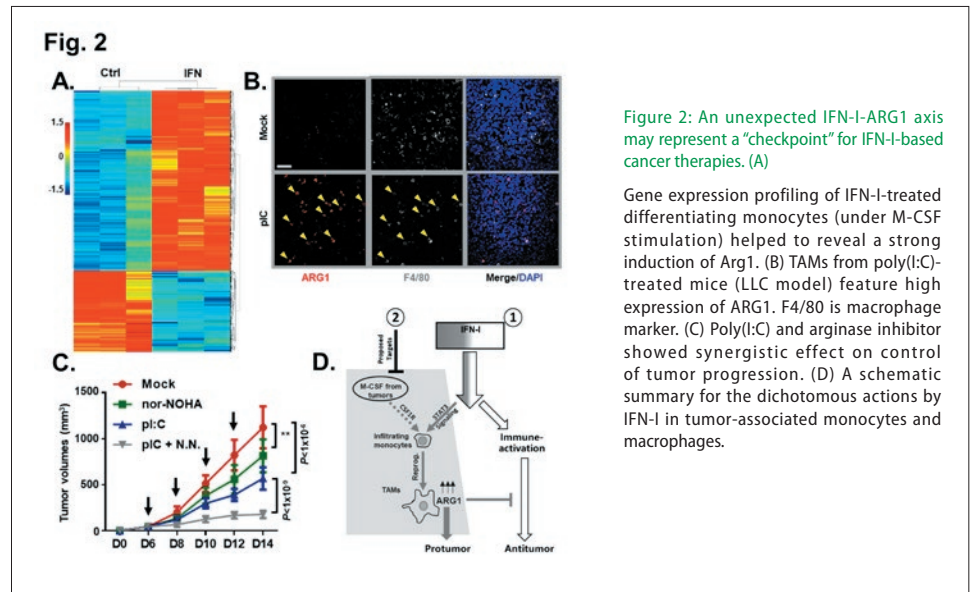 Fig. 2
A.
Ctrl
IFN
1.5
0
-1.5
B.
Mock
pIC
ARG1
F4/80
Merge/DAPI
C.
Mock
nor-NOHA
pI:C
pIC + N.N.
Tumor volumes (mm³)
1500
1000
500
0
D0 D6 D8 D10 D12 D14
**
P<1x10⁻⁶
D.
2
1
IFN-I
Proposed
Targets
M-CSF from
tumors
CSF1R
signaling
Infiltrating
monocytes
Immune-
activation
Reprog.
TAMs
ARG1
Protumor
Antitumor
Figure 2: An unexpected IFN-I-ARG1 axis
may represent a “checkpoint” for IFN-I-based
cancer therapies. (A)
Gene expression profiling of IFN-I-treated
differentiating monocytes (under M-CSF
stimulation) helped to reveal a strong
induction of Arg1. (B) TAMs from poly(I:C)-
treated mice (LLC model) feature high
expression of ARG1. F4/80 is macrophage
marker. (C) Poly(I:C) and arginase inhibitor
showed synergistic effect on control
of tumor progression. (D) A schematic
summary for the dichotomous actions by
IFN-I in tumor-associated monocytes and
macrophages.